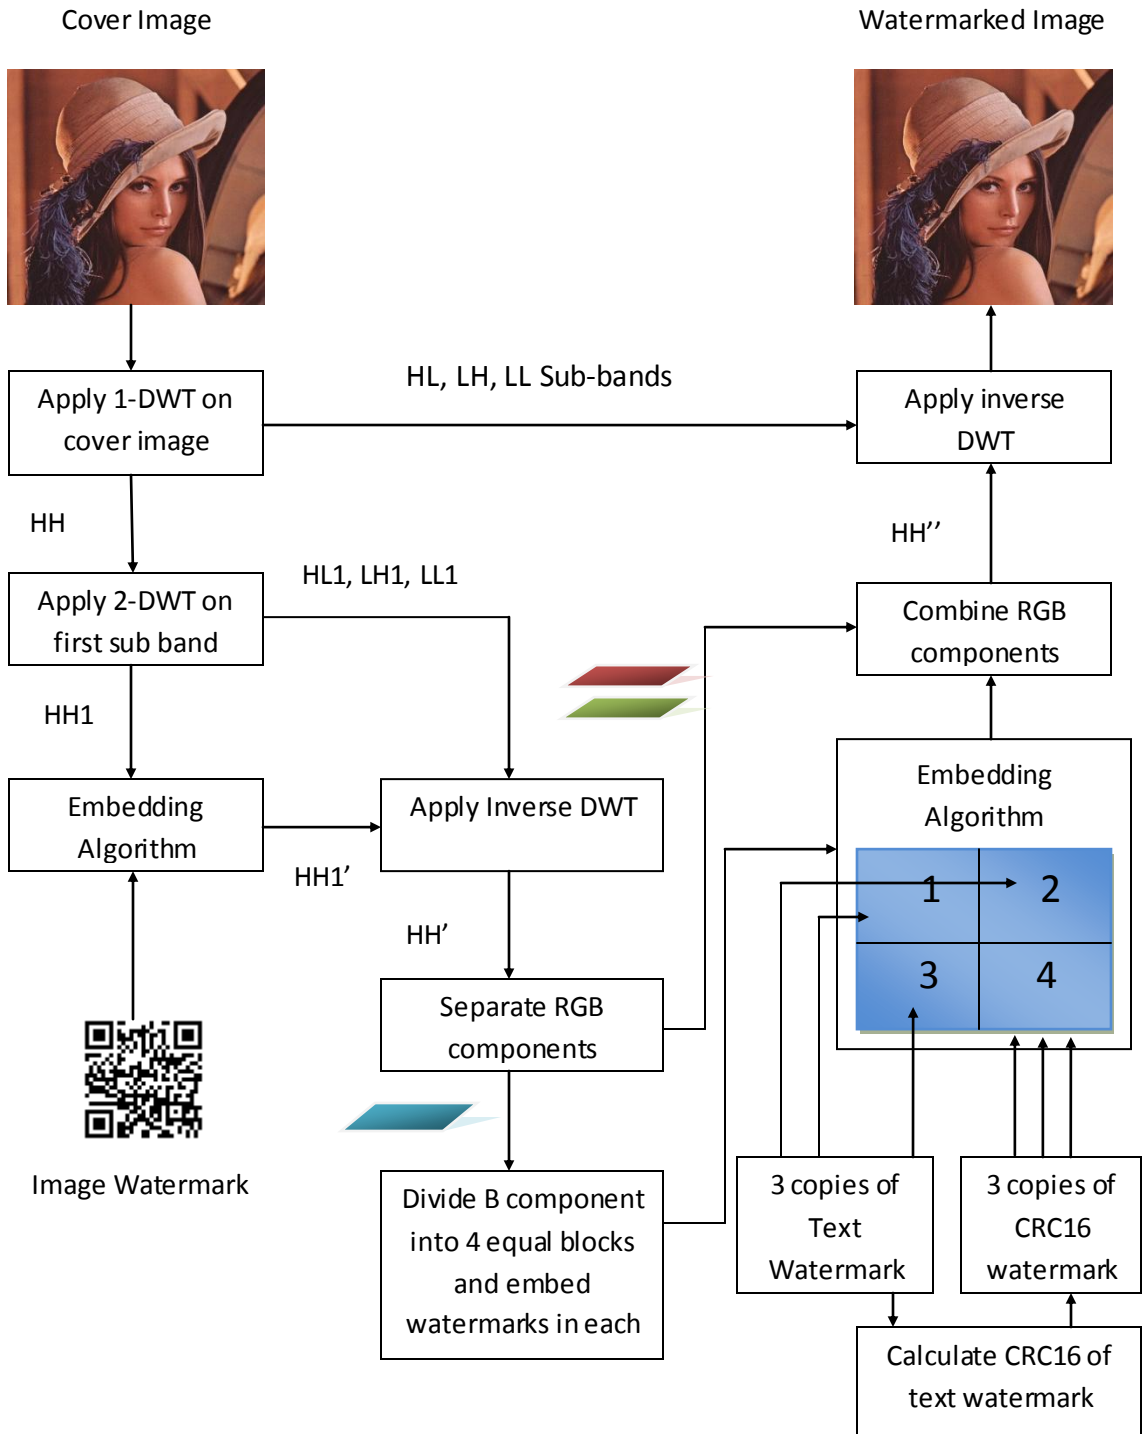 Cover Image
Watermarked Image
Apply 1-DWT on
cover image
HL, LH, LL Sub-bands
Apply inverse
DWT
HH
HH’’
Apply 2-DWT on
first sub band
HL1, LH1, LL1
Combine RGB
components
HH1
Embedding
Algorithm
Apply Inverse DWT
Embedding
Algorithm
1
2
3
4
HH1’
HH’
Separate RGB
components
Image Watermark
Divide B component
into 4 equal blocks
and embed
watermarks in each
3 copies of
Text
Watermark
3 copies of
CRC16
watermark
Calculate CRC16 of
text watermark